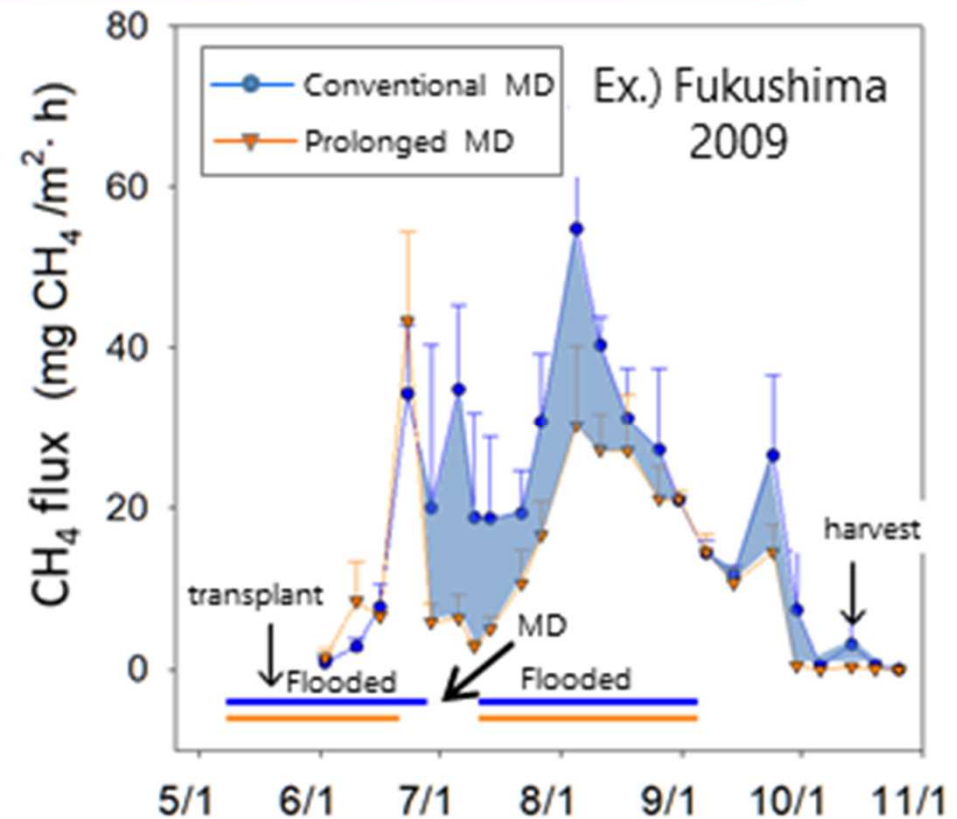 80
60
40
20
0
CH₄ flux (mg CH₄ /m²· h)
Conventional MD
Prolonged MD
Ex.) Fukushima
2009
transplant
Flooded
MD
Flooded
harvest
5/1 6/1 7/1 8/1 9/1 10/1 11/1